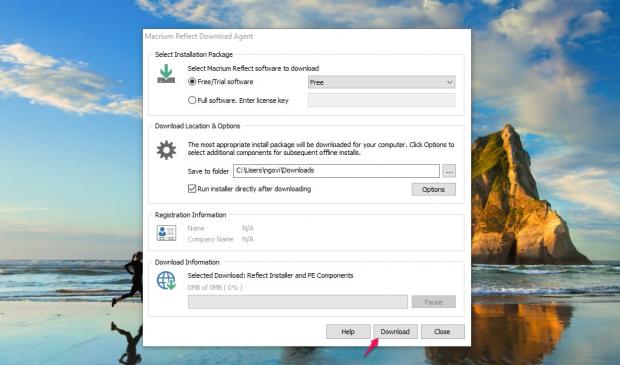 Macrium Reflect Download Agent
Select Installation Package
Select Macrium Reflect software to download
Free/Trial software
Free
Full software. Enter license key
Download Location & Options
The most appropriate install package will be downloaded for your computer. Click Options to
select additional components for subsequent offline installs.
Save to folder C:\Users\ngovi\Downloads ...
Run installer directly after downloading
Options
Registration Information
Name N/A
Company Name N/A
Download Information
Selected Download: Reflect Installer and PE Components
0MB of 0MB ( 0% )
Pause
Help Download Close